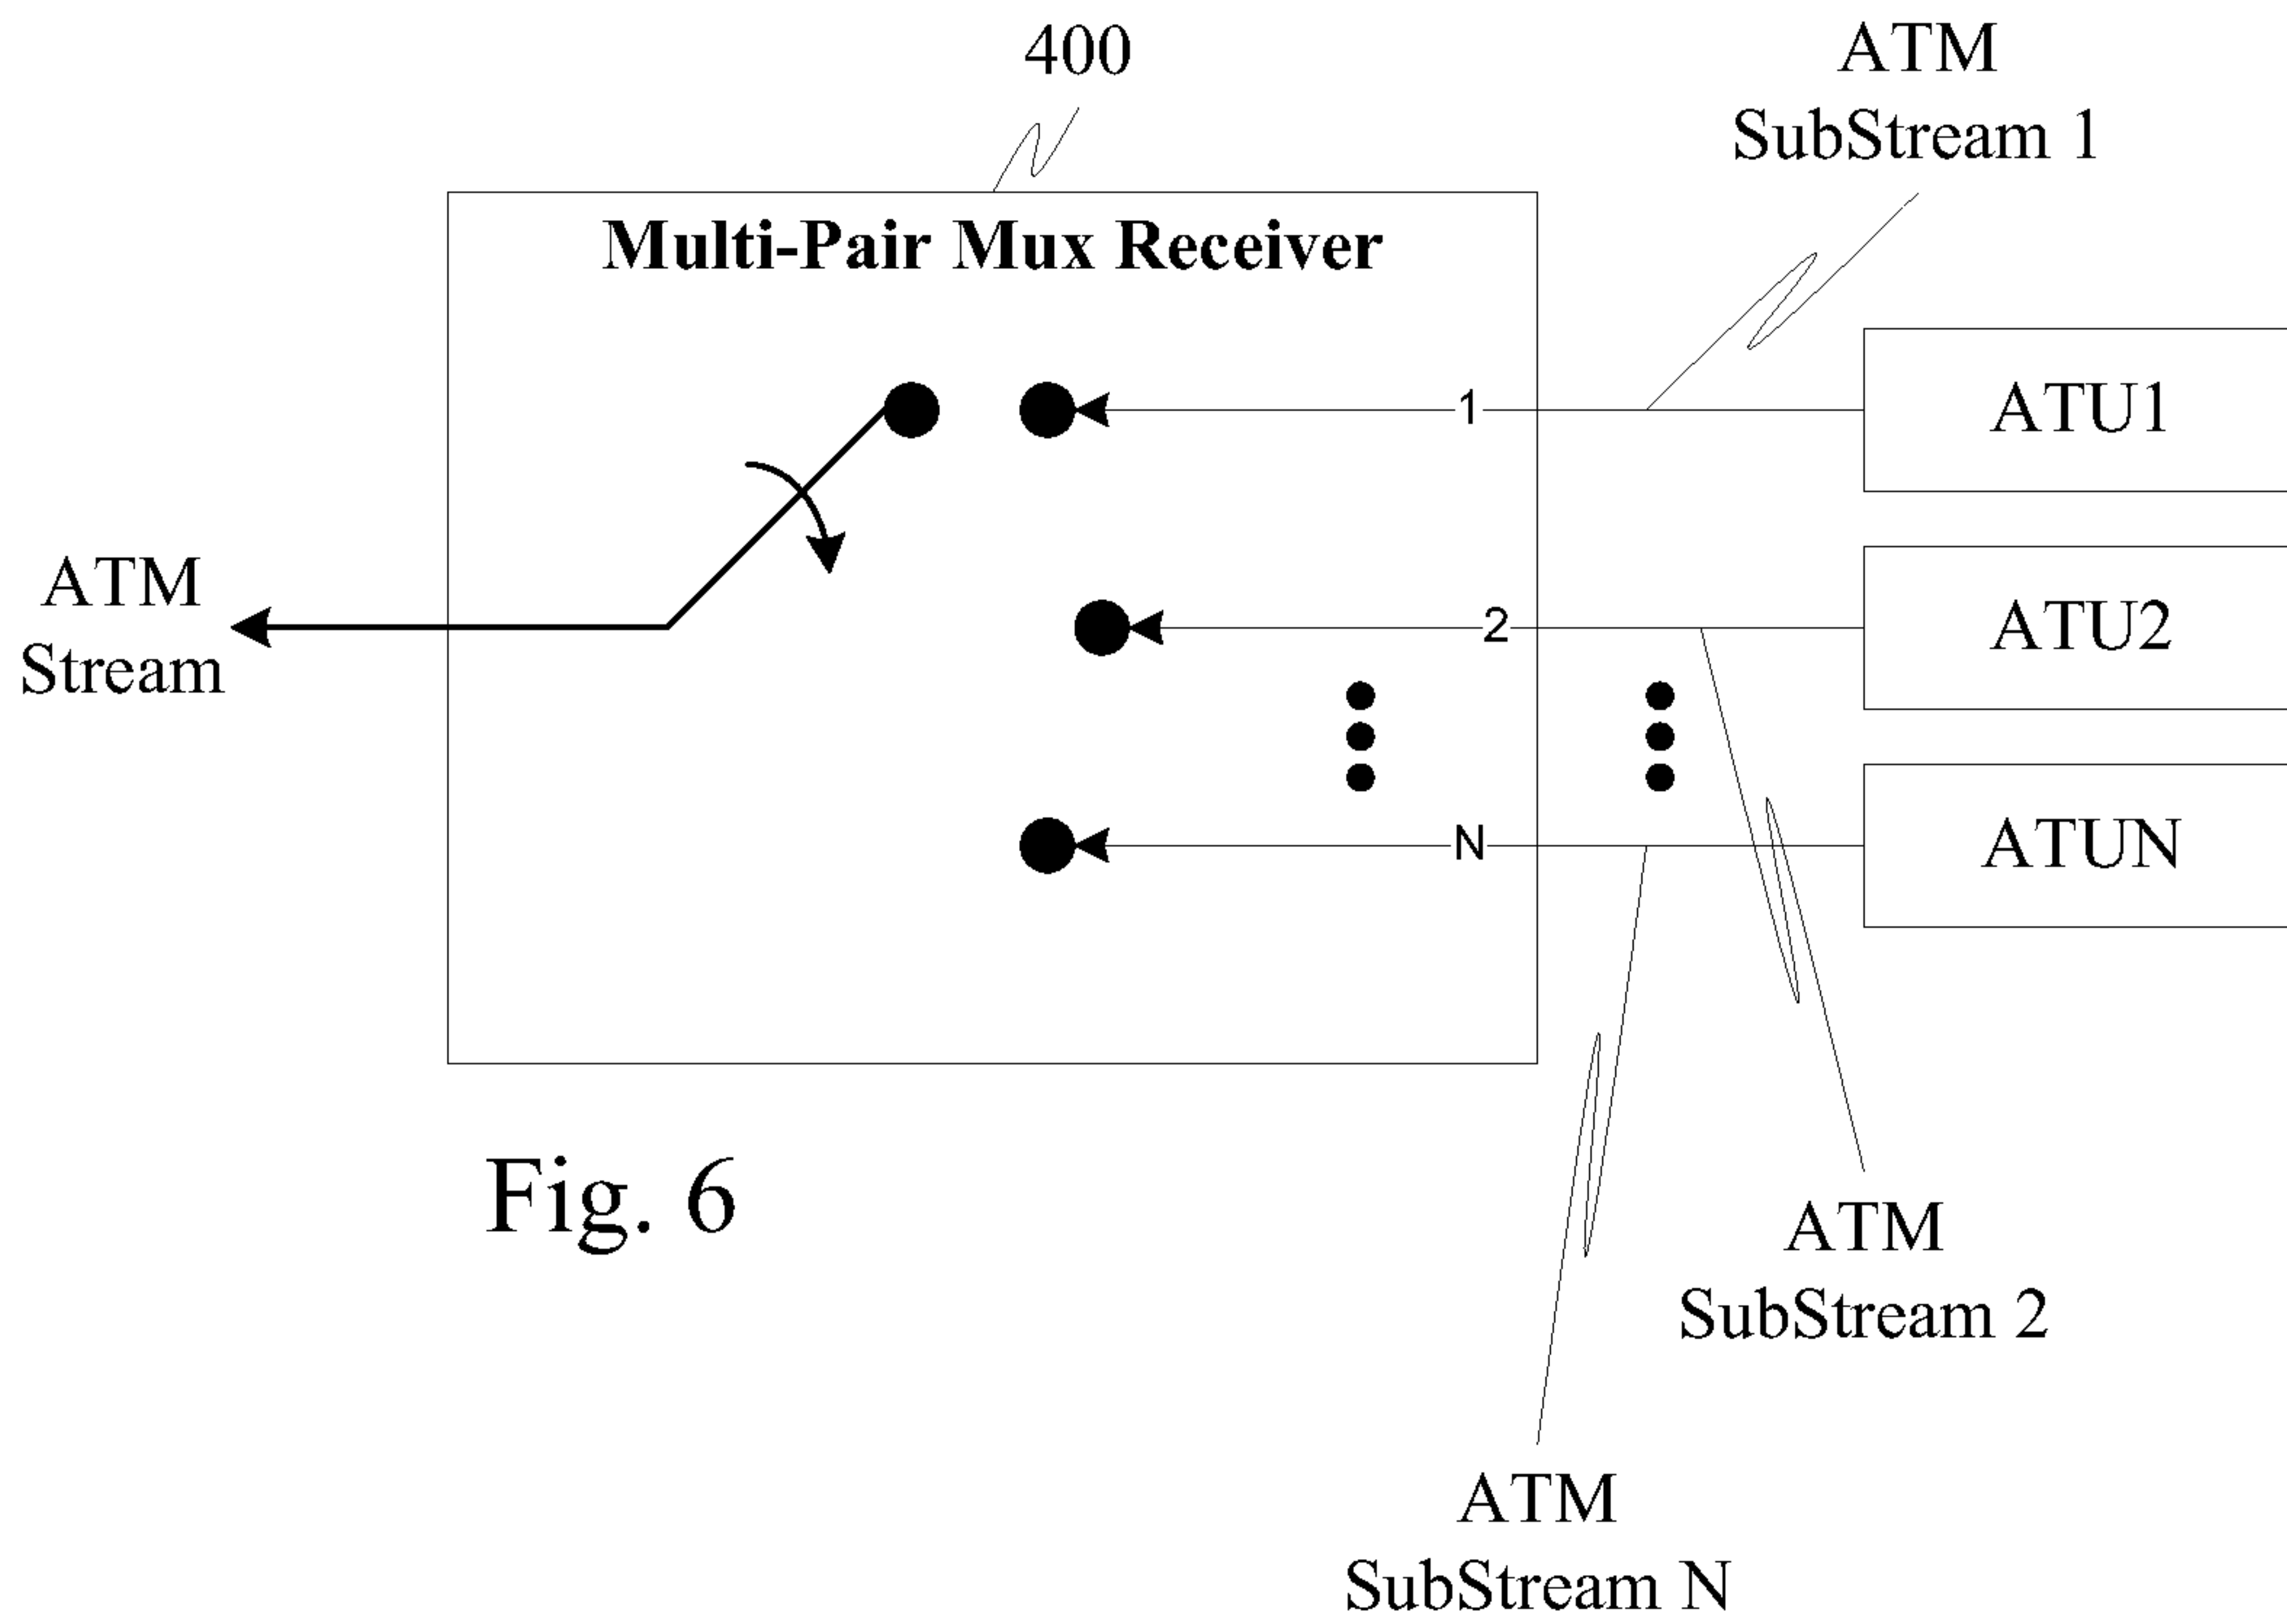 400
ATM
SubStream 1
Multi-Pair Mux Receiver
1
ATU1
ATM
Stream
2
ATU2
N
ATUN
Fig. 6
ATM
SubStream 2
ATM
SubStream N